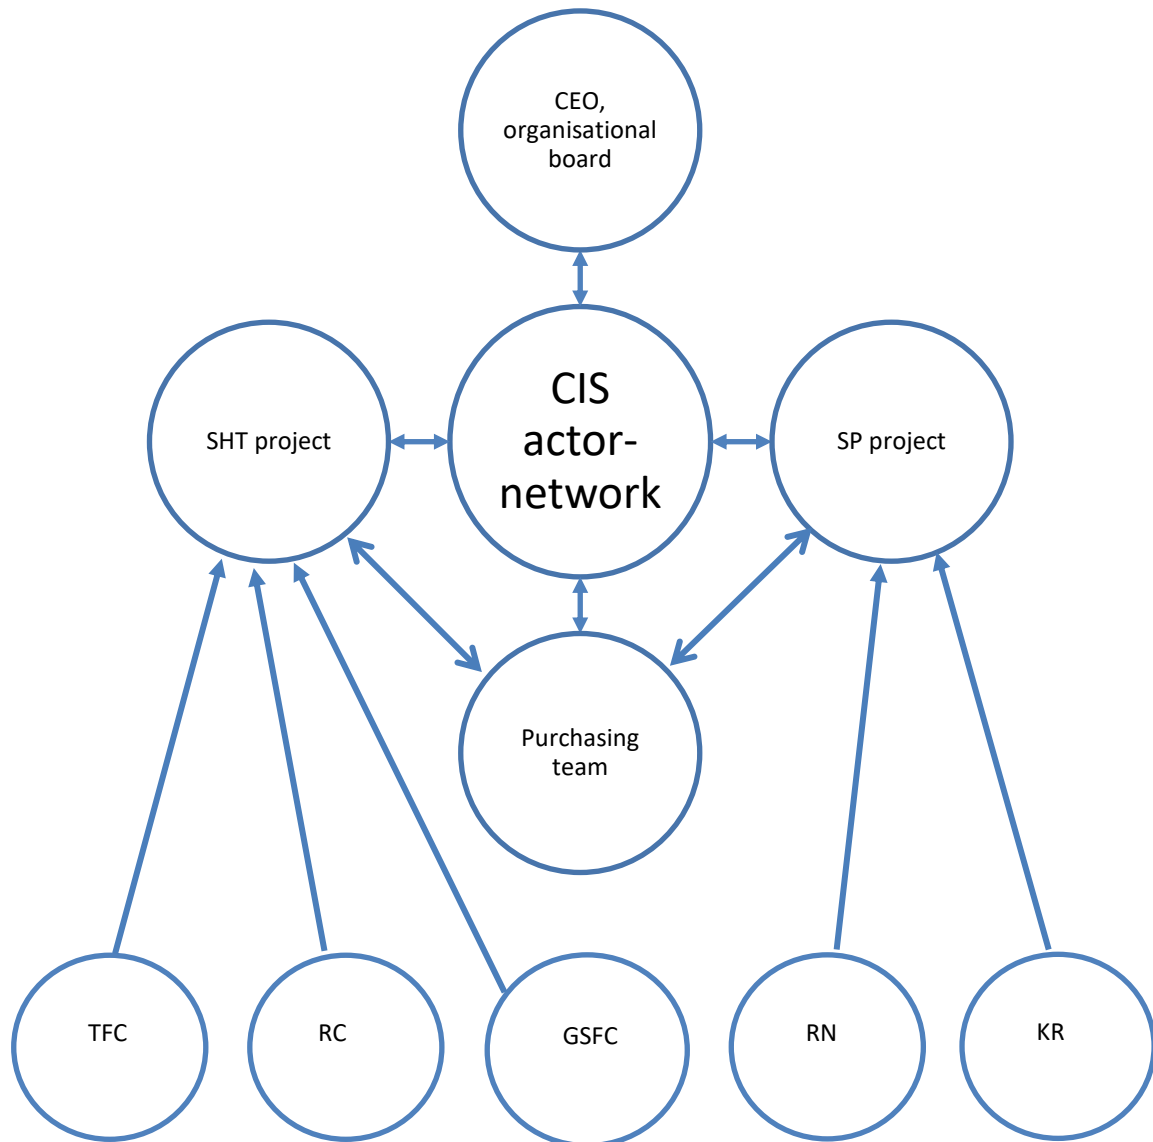 CEO,
organisational
board
CIS
actor-
network
SHT project
SP project
Purchasing
team
TFC
RC
GSFC
RN
KR